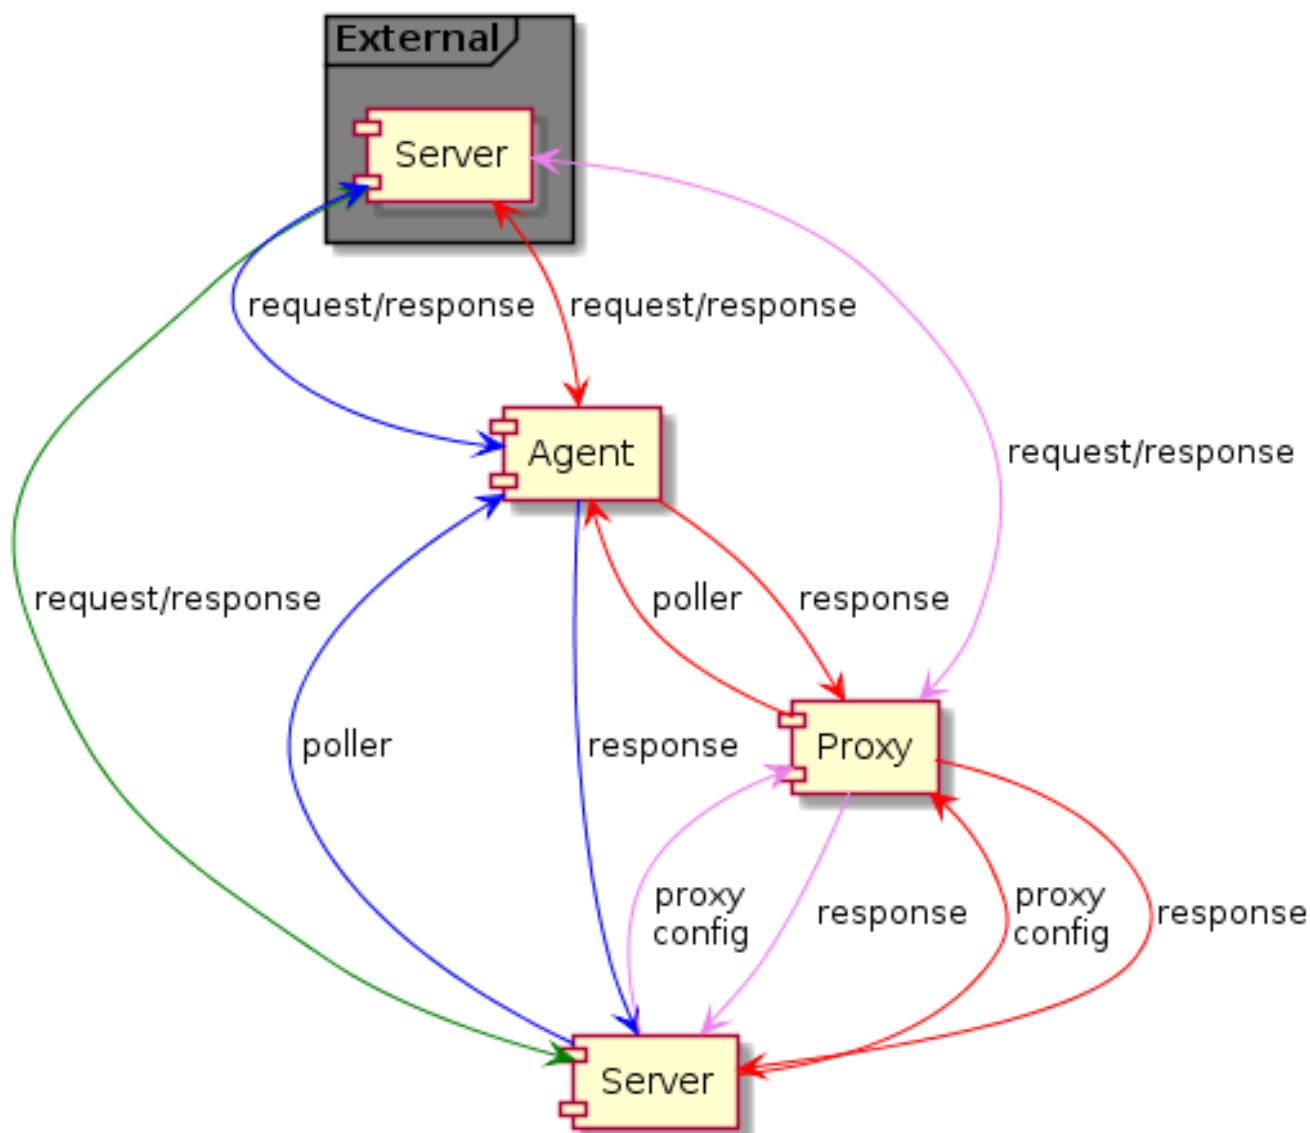 External
Server
request/response
request/response
Agent
request/response
request/response
poller
response
poller
response
Proxy
proxy
config
response
proxy
config
response
Server